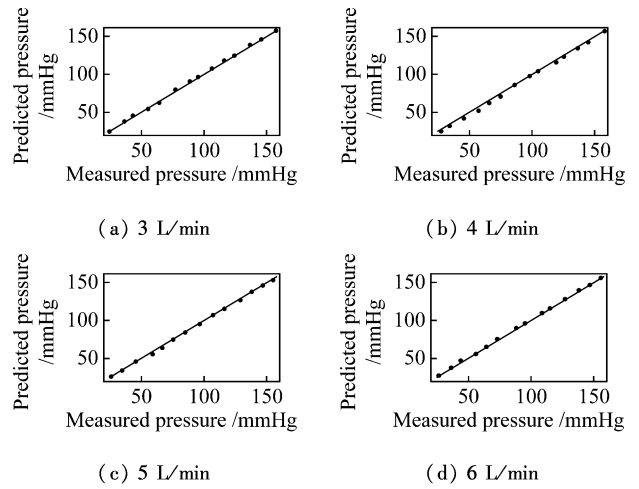 Predicted pressure
/mmHg
150
100
50
50 100 150
Measured pressure /mmHg
(a) 3 L/min
Predicted pressure
/mmHg
150
100
50
50 100 150
Measured pressure /mmHg
(b) 4 L/min
Predicted pressure
/mmHg
150
100
50
50 100 150
Measured pressure /mmHg
(c) 5 L/min
Predicted pressure
/mmHg
150
100
50
50 100 150
Measured pressure /mmHg
(d) 6 L/min